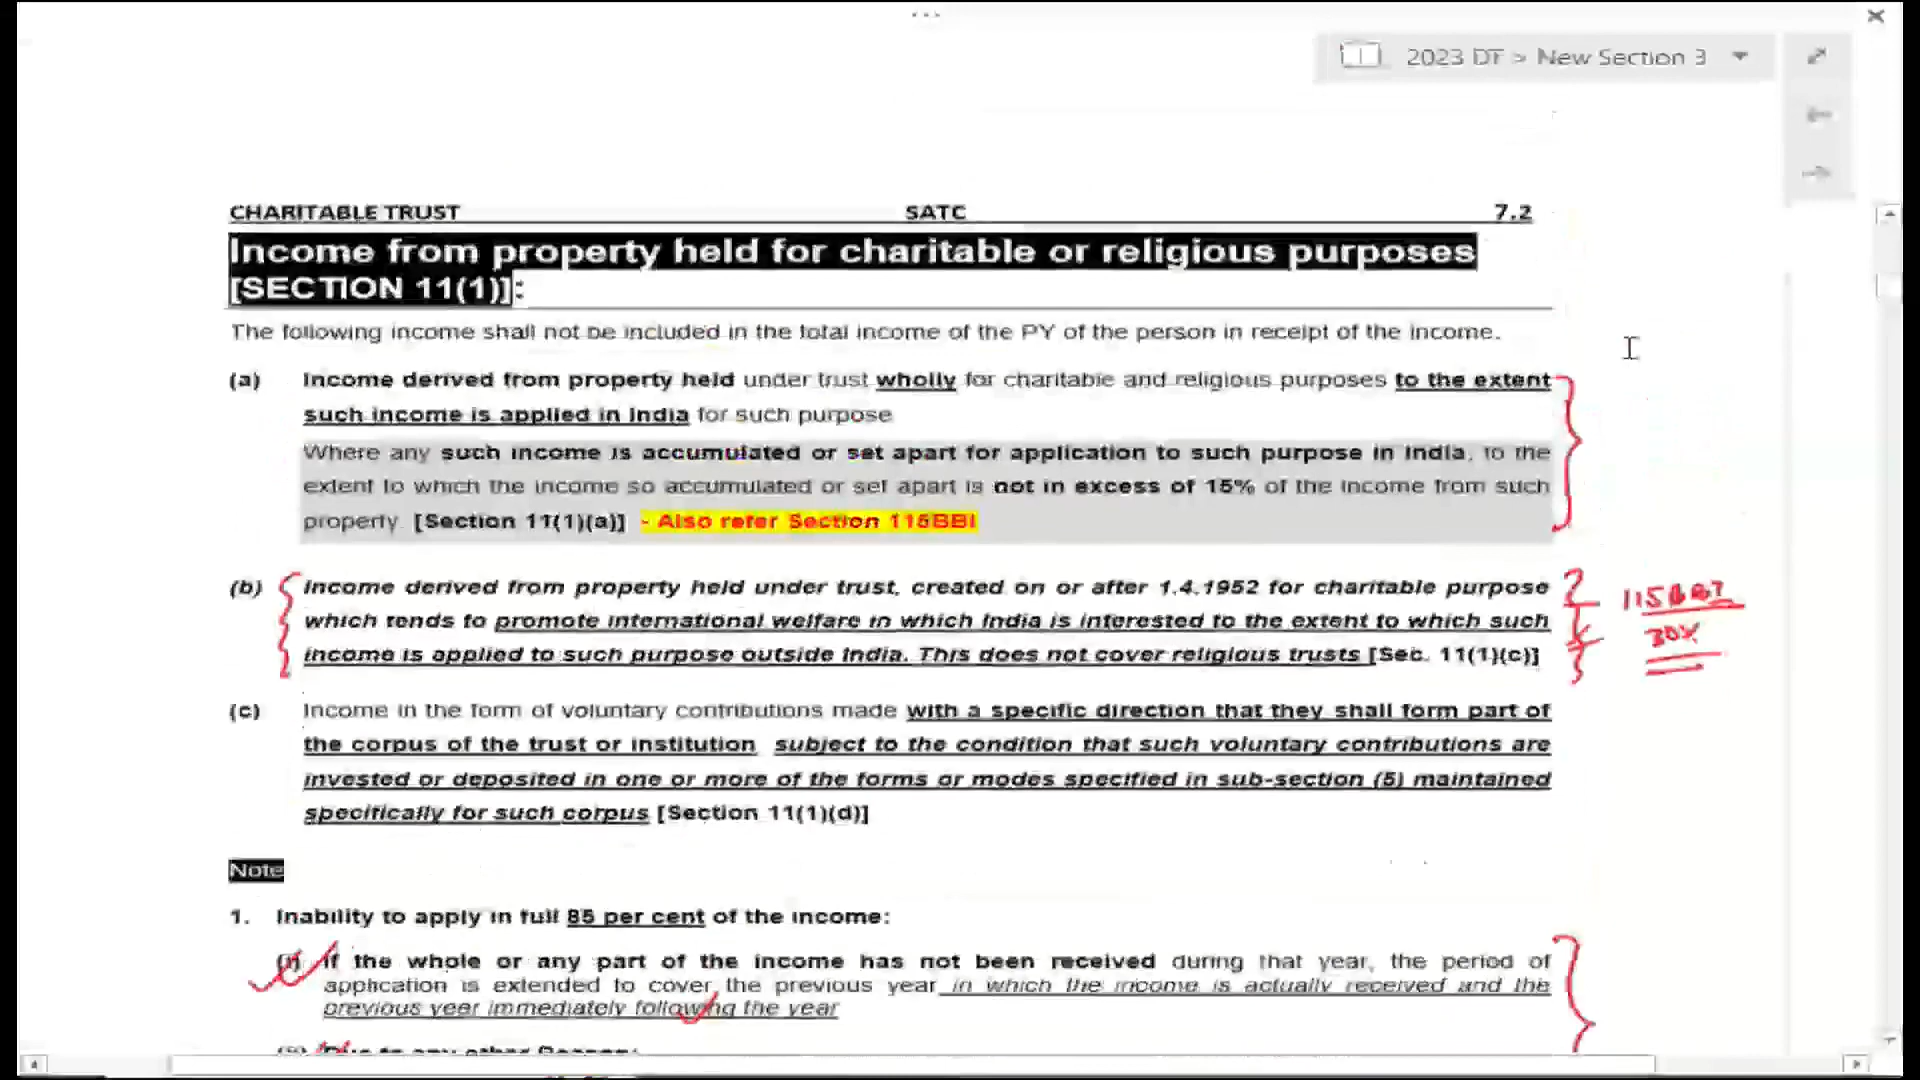 2023 DT > New Section 3
CHARITABLE TRUST SATC 7.2
Income from property held for charitable or religious purposes
[SECTION 11(1)]:
The following income shall not be included in the total income of the PY of the person in receipt of the income.
(a) Income derived from property held under trust wholly for charitable and religious purposes to the extent
such income is applied in India for such purpose
Where any such income is accumulated or set apart for application to such purpose in India, to the
extent to which the income so accumulated or set apart is not in excess of 15% of the income from such
property [Section 11(1)(a)] - Also refer Section 115BBI
(b) Income derived from property held under trust, created on or after 1.4.1952 for charitable purpose
which tends to promote international welfare in which India is interested to the extent to which such
income is applied to such purpose outside India. This does not cover religious trusts [Sec. 11(1)(c)]
115BBI
30%
(c) Income in the form of voluntary contributions made with a specific direction that they shall form part of
the corpus of the trust or institution subject to the condition that such voluntary contributions are
invested or deposited in one or more of the forms or modes specified in sub-section (5) maintained
specifically for such corpus [Section 11(1)(d)]
Note
1. Inability to apply in full 85 per cent of the income:
(i) If the whole or any part of the income has not been received during that year, the period of
application is extended to cover the previous year in which the income is actually received and the
previous year immediately following the year
(ii) Due to any other Reason: